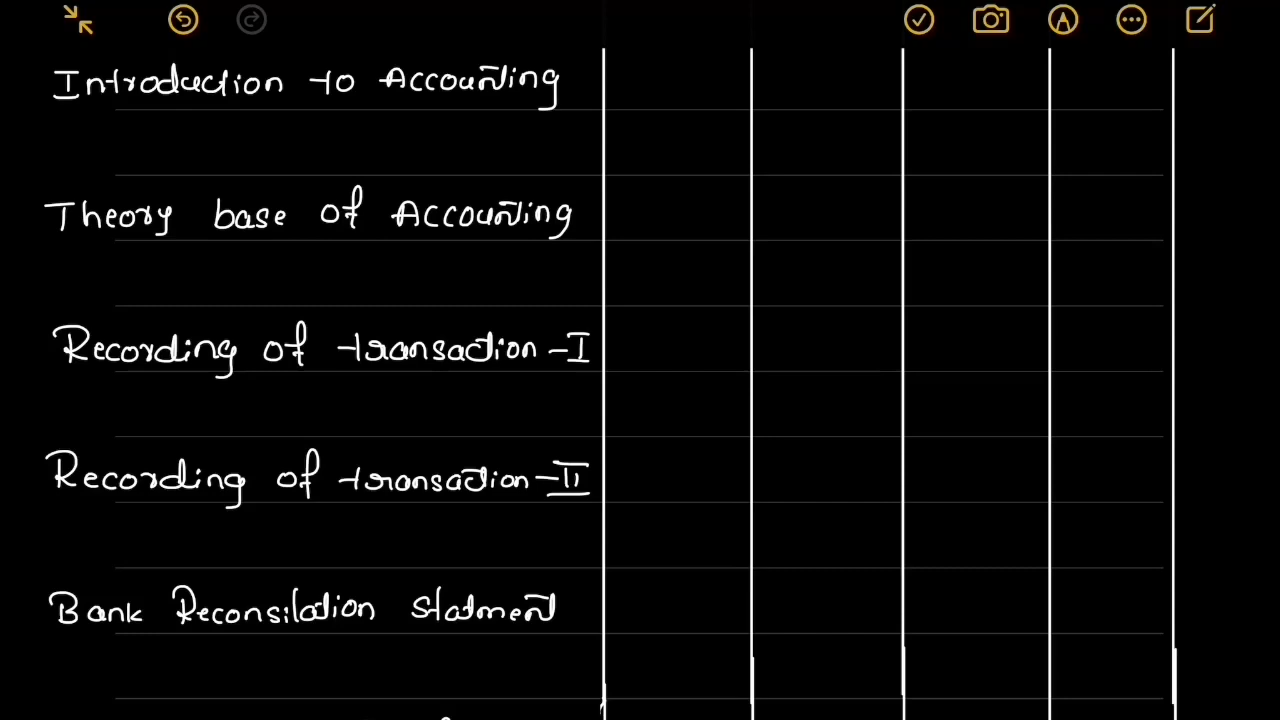 Introduction to Accounting
Theory base of Accounting
Recording of transaction-I
Recording of transaction-II
Bank Reconsilation Statment